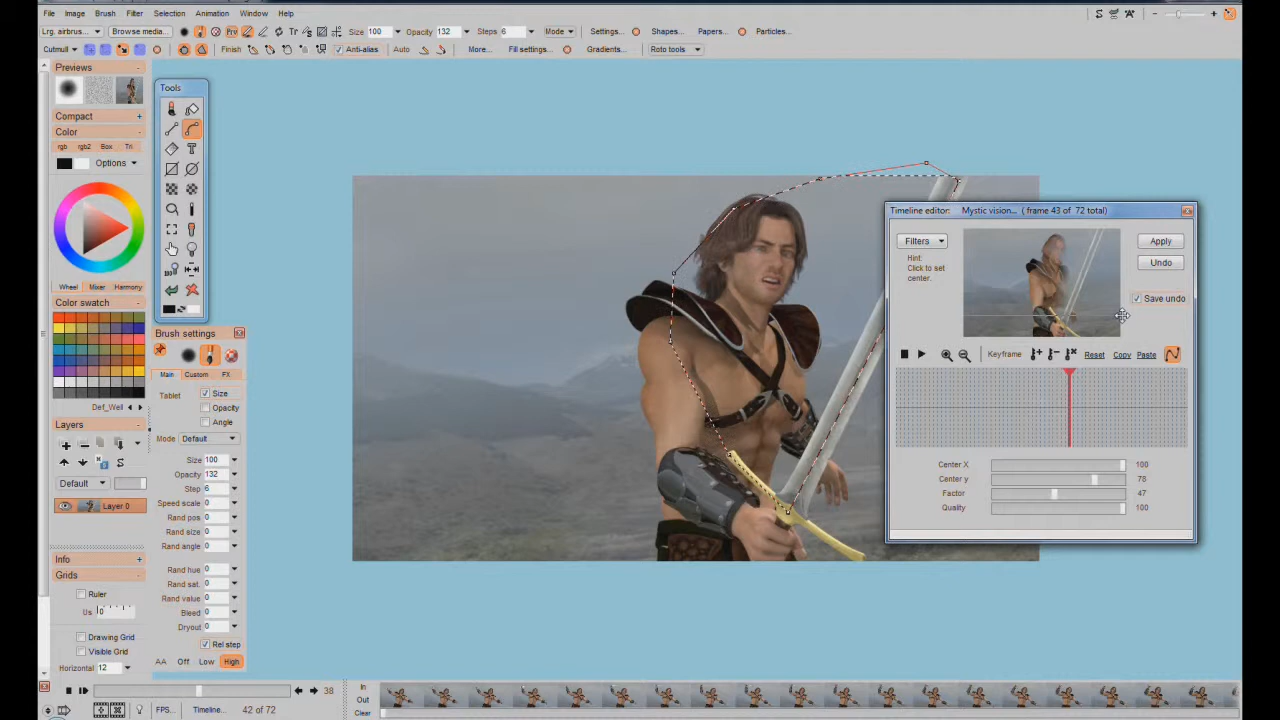 File Image Brush Filter Selection Animation Window Help
Lrg. airbrus... Browse media... Prv Tr Size 100 Opacity 132 Steps 6 Mode Settings... Shapes... Papers... Particles...
Cutmull Finish Anti-alias Auto More... Fill settings... Gradients... Roto tools
Previews -
Compact +
Color -
rgb rgb2 Box Tri
Options
Wheel Mixer Harmony
Color swatch -
Def_Well
Layers -
Default
Layer 0
Info +
Grids -
Ruler
Us 0
Drawing Grid
Visible Grid
Horizontal 12
Tools
Brush settings
Main Custom FX
Tablet Size
Opacity
Angle
Mode Default
Size 100
Opacity 132
Step 6
Speed scale 0
Rand pos 0
Rand size 0
Rand angle 0
Rand hue 0
Rand sat. 0
Rand value 0
Bleed 0
Dryout 0
Rel step
AA Off Low High
Timeline editor: Mystic vision... ( frame 43 of 72 total)
Filters
Hint:
Click to set
center.
Apply
Undo
Save undo
Keyframe Reset Copy Paste
Center X 100
Center y 78
Factor 47
Quality 100
38
In
Out
Clear
FPS... Timeline... 42 of 72